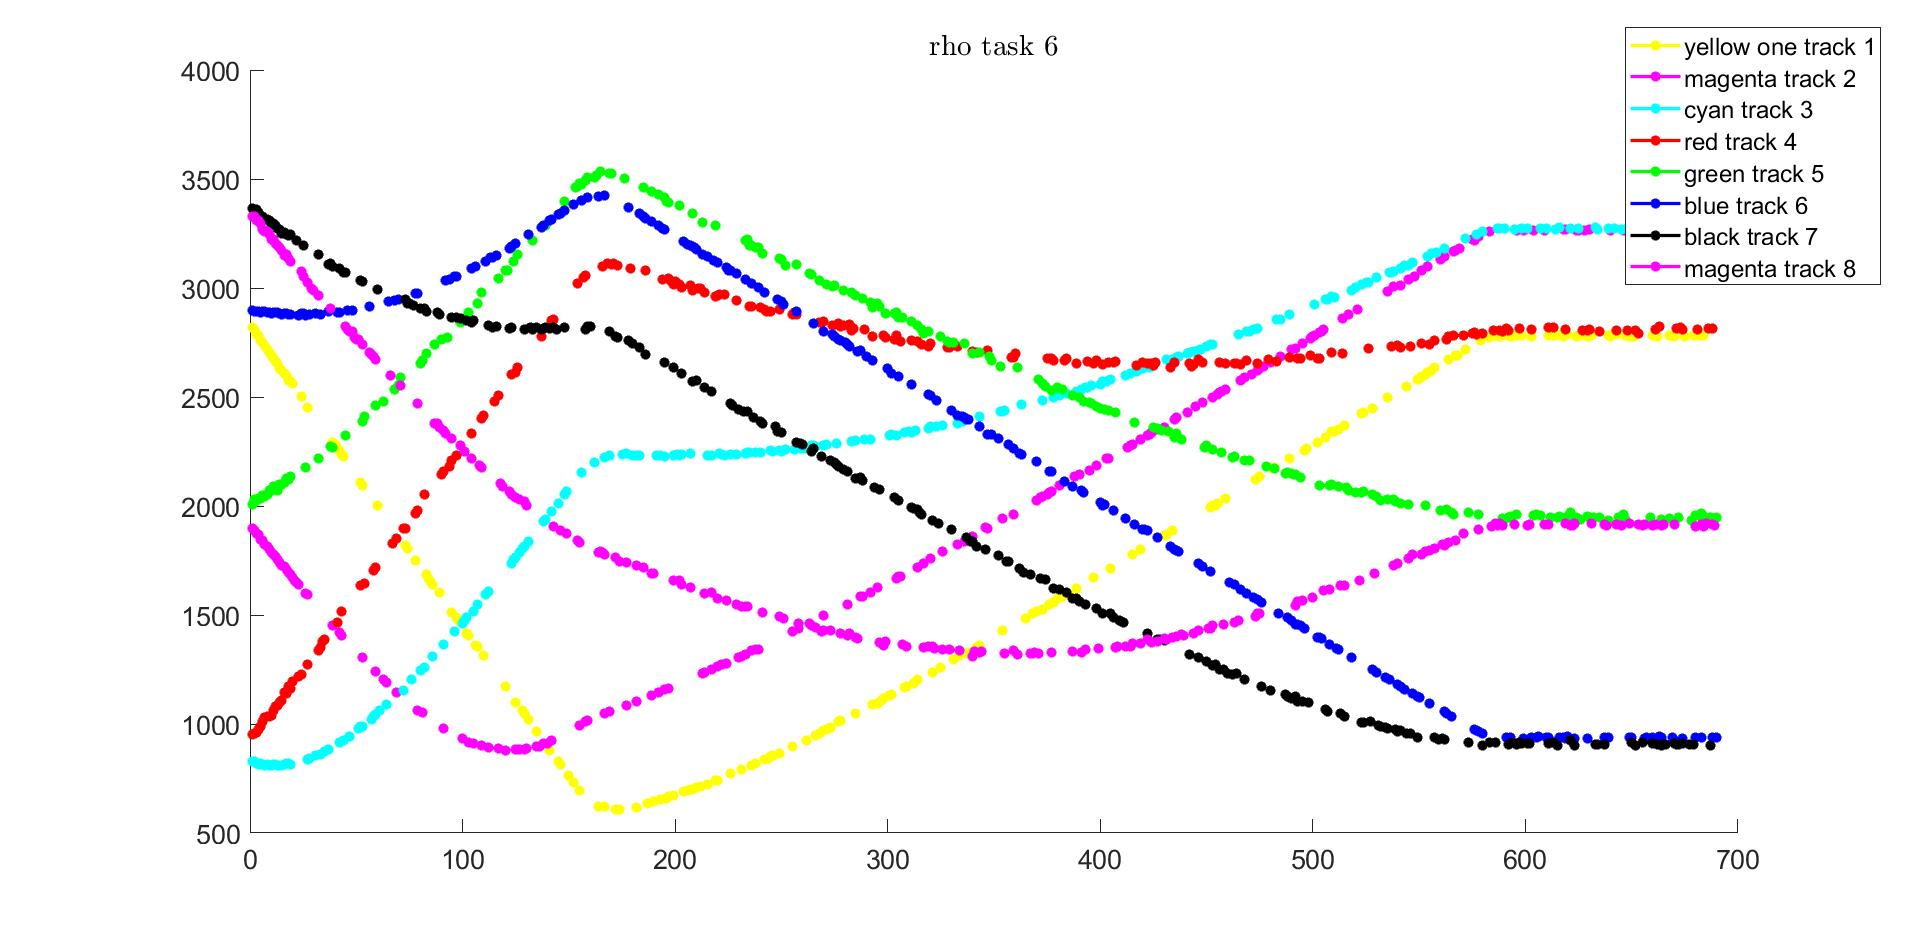 rho task 6
yellow one track 1
magenta track 2
cyan track 3
red track 4
green track 5
blue track 6
black track 7
magenta track 8
4000
3500
3000
2500
2000
1500
1000
500
0 100 200 300 400 500 600 700